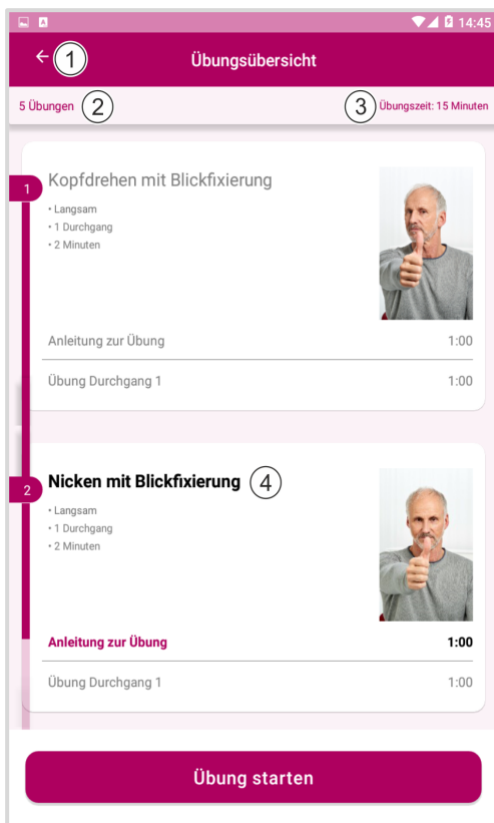 14:45
1
Übungsübersicht
5 Übungen 2
3 Übungszeit: 15 Minuten
1
Kopfdrehen mit Blickfixierung
• Langsam
• 1 Durchgang
• 2 Minuten
Anleitung zur Übung 1:00
Übung Durchgang 1 1:00
2
Nicken mit Blickfixierung 4
• Langsam
• 1 Durchgang
• 2 Minuten
Anleitung zur Übung 1:00
Übung Durchgang 1 1:00
Übung starten